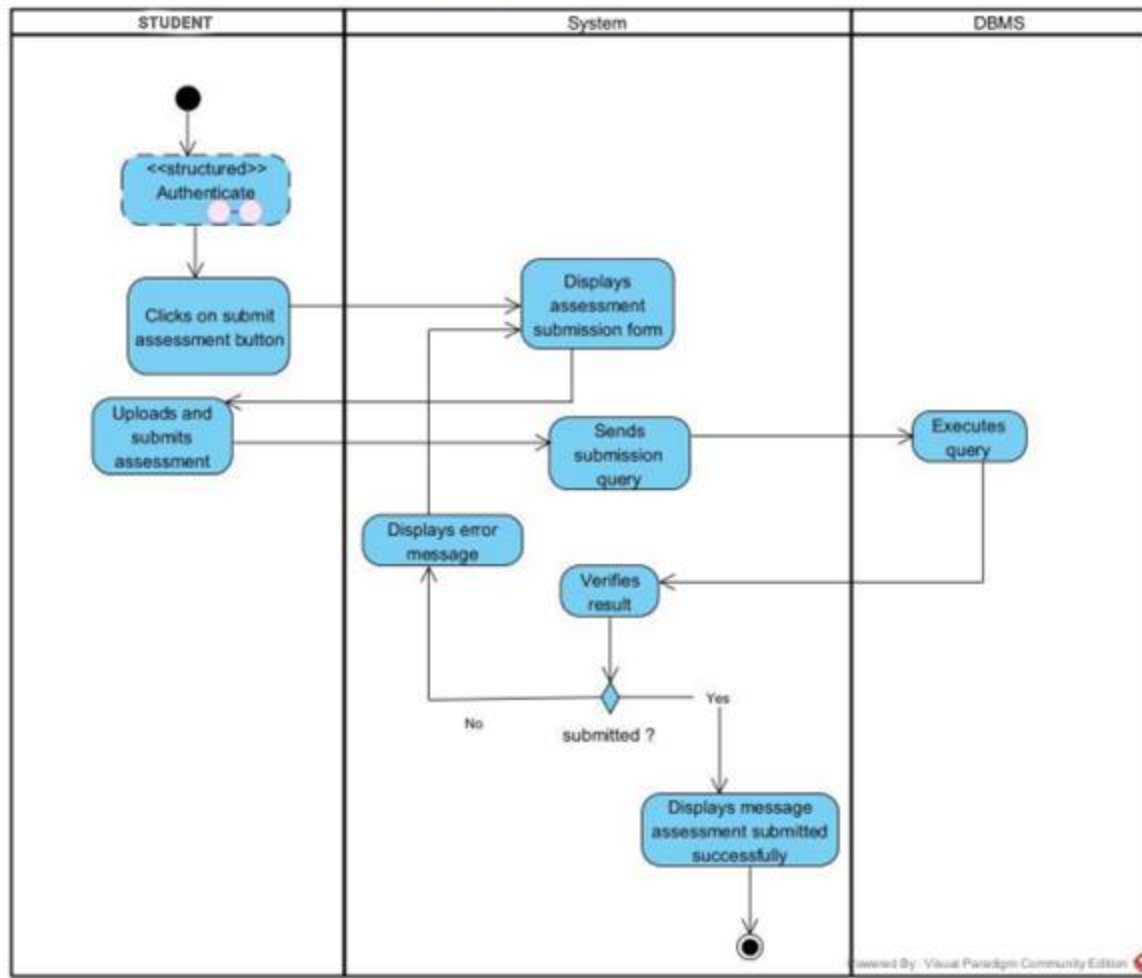 STUDENT
System
DBMS
<<structured>>
Authenticate
Clicks on submit
assessment button
Displays
assessment
submission form
Uploads and
submits
assessment
Sends
submission
query
Executes
query
Displays error
message
Verifies
result
No
submitted ?
Yes
Displays message
assessment submitted
successfully
Powered By: Visual Paradigm Community Edition